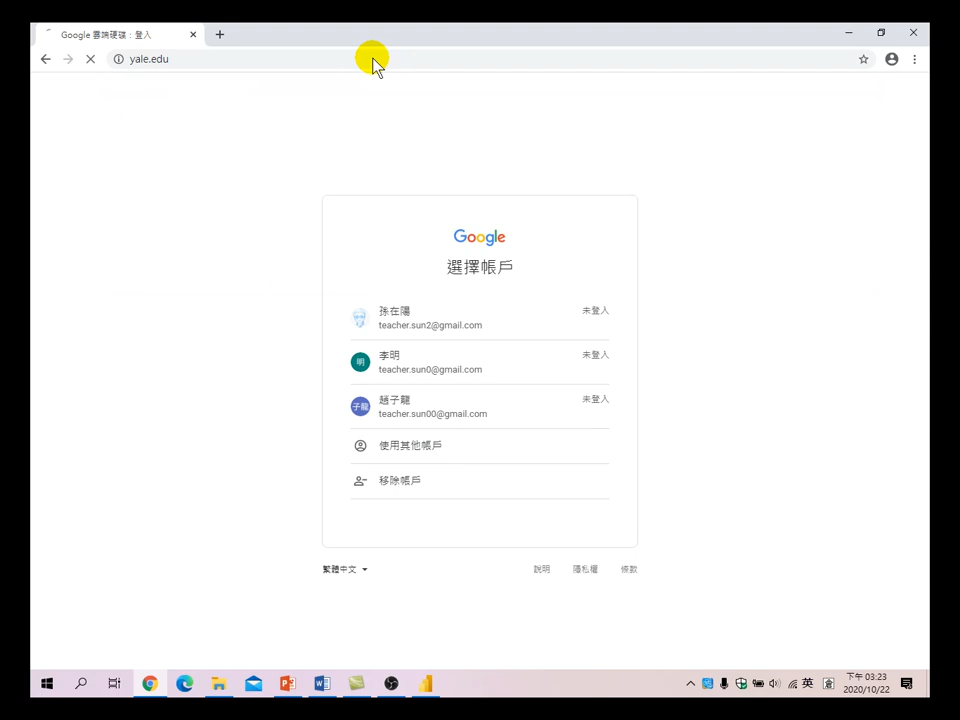 Google 雲端硬碟：登入
yale.edu
Google
選擇帳戶
孫在陽
未登入
teacher.sun2@gmail.com
明
李明
未登入
teacher.sun0@gmail.com
子龍
趙子龍
未登入
teacher.sun00@gmail.com
使用其他帳戶
移除帳戶
繁體中文
說明
隱私權
條款
英
下午 03:23
2020/10/22